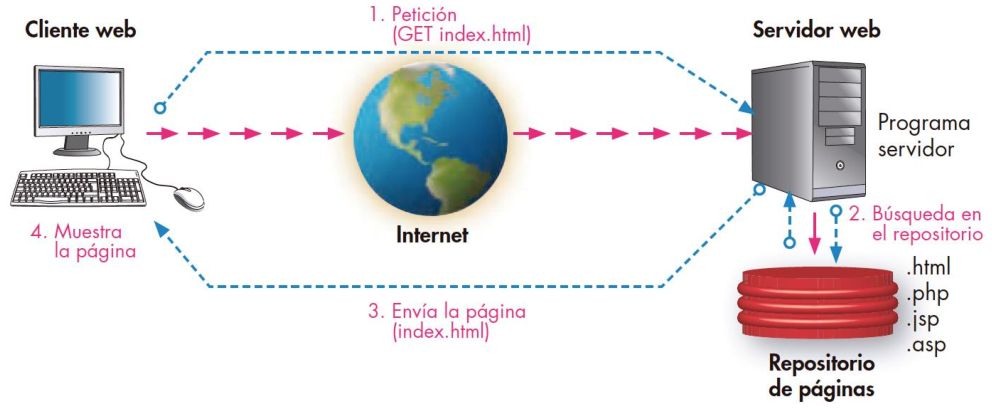 Cliente web
1. Petición
(GET index.html)
Servidor web
Programa
servidor
4. Muestra
la página
Internet
2. Búsqueda en
el repositorio
3. Envía la página
(index.html)
.html
.php
.jsp
.asp
Repositorio
de páginas